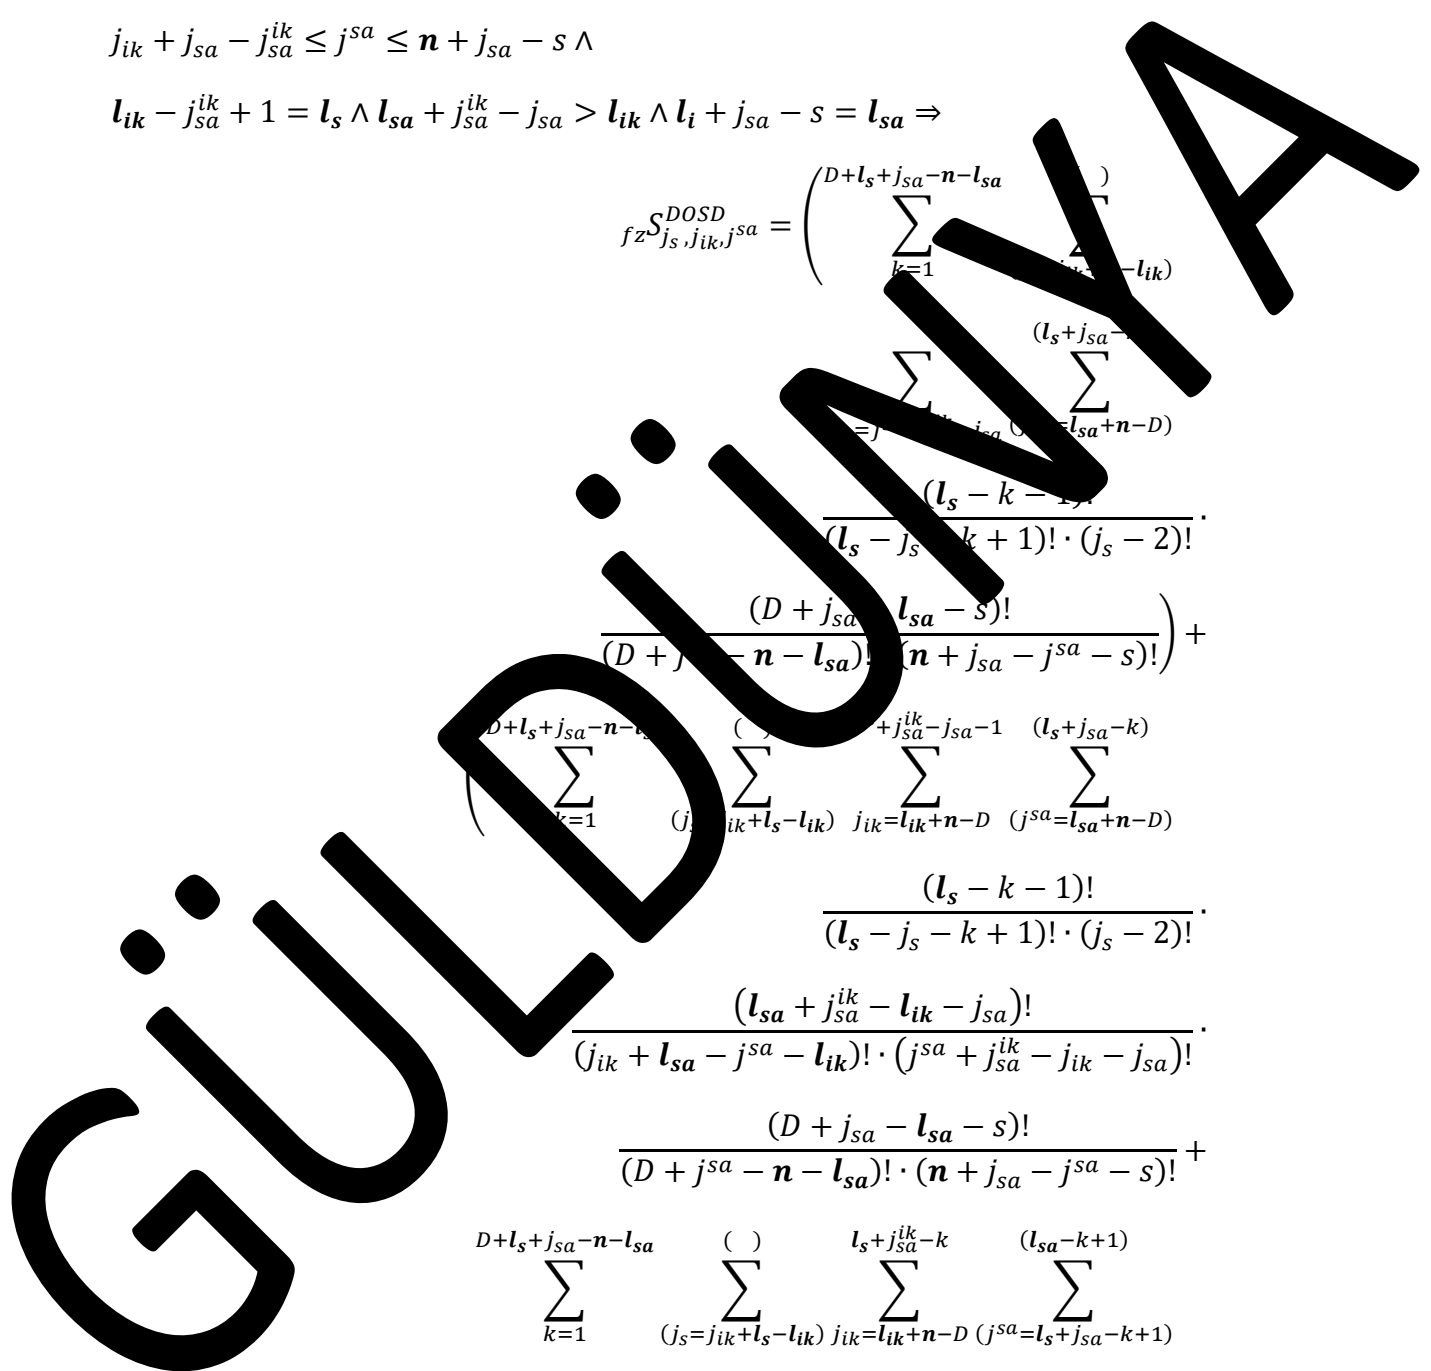 j_{ik} + j_{sa} − j_{sa}^{ik} ≤ j^{sa} ≤ n + j_{sa} − s ∧
l_{ik} − j_{sa}^{ik} + 1 = l_s ∧ l_{sa} + j_{sa}^{ik} − j_{sa} > l_{ik} ∧ l_i + j_{sa} − s = l_{sa} ⇒
D+l_s+j_{sa}−n−l_{sa} )
_{fz}S_{j_s,j_{ik},j^{sa}}^{DOSD} = ( ∑ ∑
k=1 −l_{ik})
(l_s+j_{sa}−
∑ ∑
=l_{sa}+n−D)
(l_s − k − 1)!
(l_s − j_s k + 1)! · (j_s − 2)! ·
(D + j_{sa} l_{sa} − s)!
(D + j − n − l_{sa})! (n + j_{sa} − j^{sa} − s)! ) +
D+l_s+j_{sa}−n− ( ) +j_{sa}^{ik}−j_{sa}−1 (l_s+j_{sa}−k)
( ∑ ∑ ∑ ∑
k=1 (j_{ik}+l_s−l_{ik}) j_{ik}=l_{ik}+n−D (j^{sa}=l_{sa}+n−D)
(l_s − k − 1)!
(l_s − j_s − k + 1)! · (j_s − 2)! ·
(l_{sa} + j_{sa}^{ik} − l_{ik} − j_{sa})!
(j_{ik} + l_{sa} − j^{sa} − l_{ik})! · (j^{sa} + j_{sa}^{ik} − j_{ik} − j_{sa})! ·
(D + j_{sa} − l_{sa} − s)!
(D + j^{sa} − n − l_{sa})! · (n + j_{sa} − j^{sa} − s)! +
D+l_s+j_{sa}−n−l_{sa} ( ) l_s+j_{sa}^{ik}−k (l_{sa}−k+1)
∑ ∑ ∑ ∑
k=1 (j_s=j_{ik}+l_s−l_{ik}) j_{ik}=l_{ik}+n−D (j^{sa}=l_s+j_{sa}−k+1)
GÜLDÜNYA